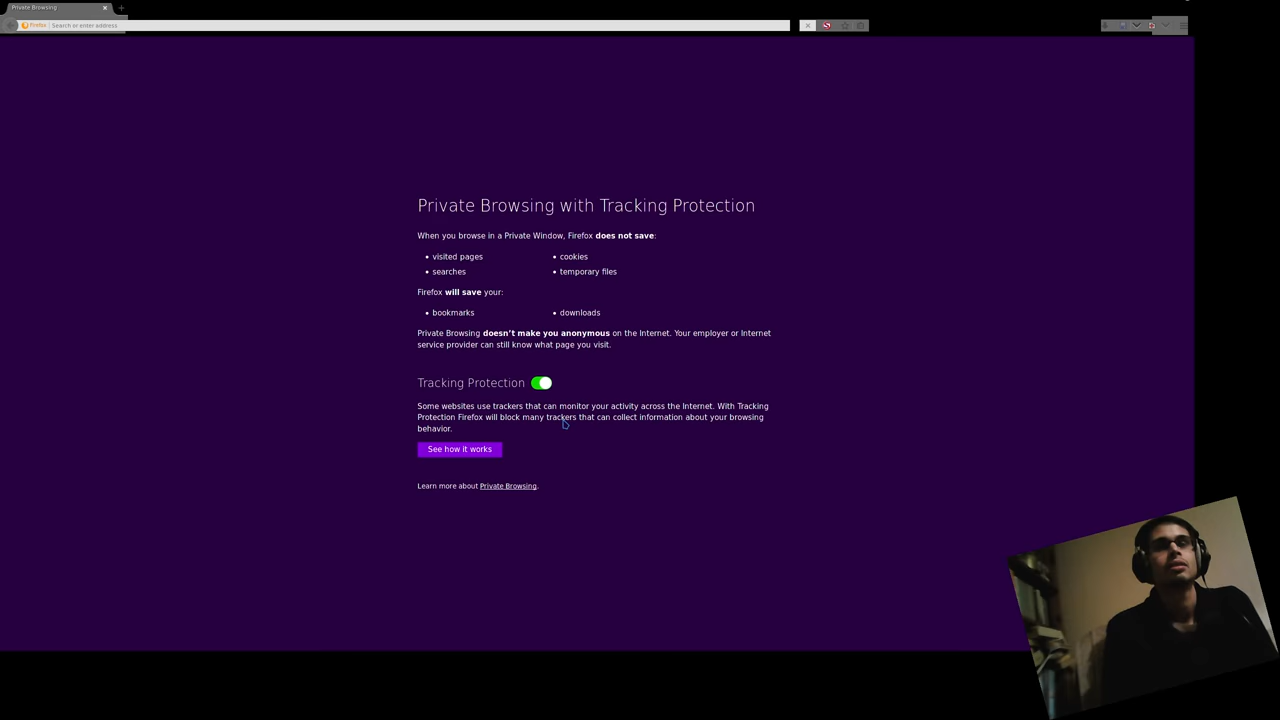 Private Browsing
Firefox Search or enter address
Private Browsing with Tracking Protection
When you browse in a Private Window, Firefox does not save:
• visited pages • cookies
• searches • temporary files
Firefox will save your:
• bookmarks • downloads
Private Browsing doesn't make you anonymous on the Internet. Your employer or Internet
service provider can still know what page you visit.
Tracking Protection
Some websites use trackers that can monitor your activity across the Internet. With Tracking
Protection Firefox will block many trackers that can collect information about your browsing
behavior.
See how it works
Learn more about Private Browsing.